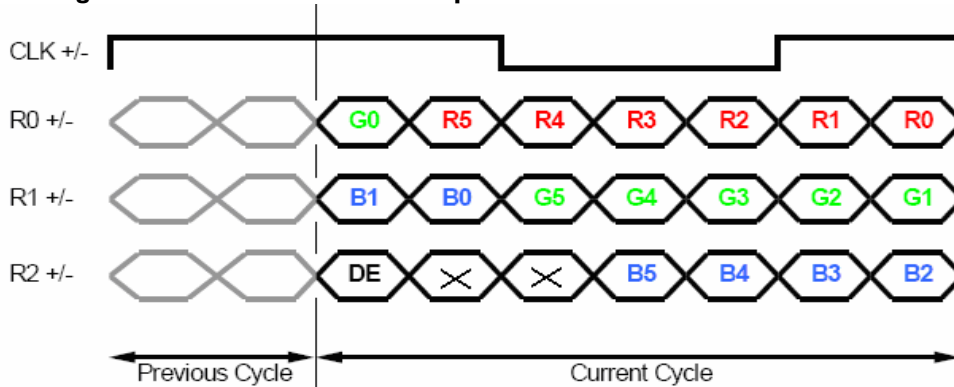 CLK +/-
R0 +/- G0 R5 R4 R3 R2 R1 R0
R1 +/- B1 B0 G5 G4 G3 G2 G1
R2 +/- DE X X B5 B4 B3 B2
Previous Cycle Current Cycle